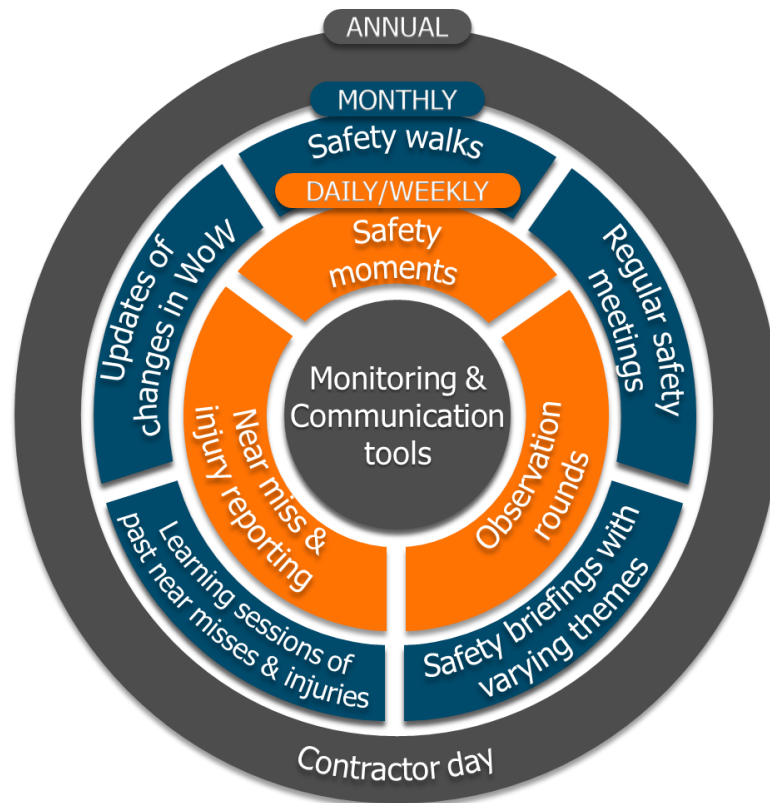 ANNUAL
MONTHLY
Safety walks
DAILY/WEEKLY
Safety
moments
Updates of
changes in WoW
Regular safety
meetings
Monitoring &
Communication
tools
Near miss &
injury reporting
Observation
rounds
Learning sessions of
past near misses & injuries
Safety briefings with
varying themes
Contractor day